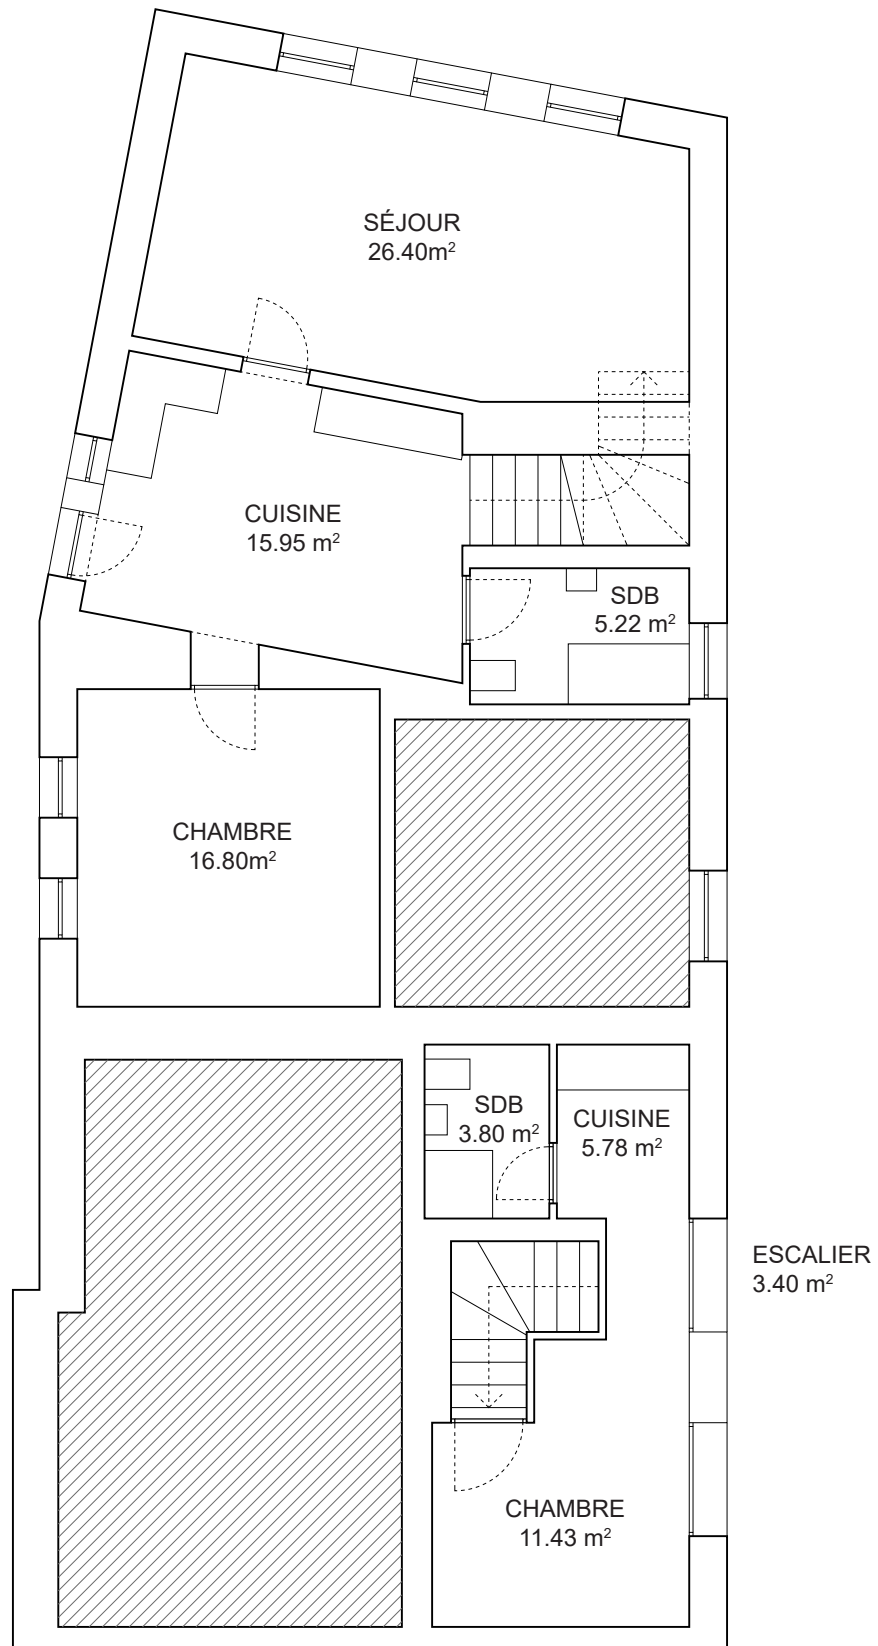 SÉJOUR
26.40m²
CUISINE
15.95 m²
SDB
5.22 m²
CHAMBRE
16.80m²
SDB
3.80 m²
CUISINE
5.78 m²
ESCALIER
3.40 m²
CHAMBRE
11.43 m²